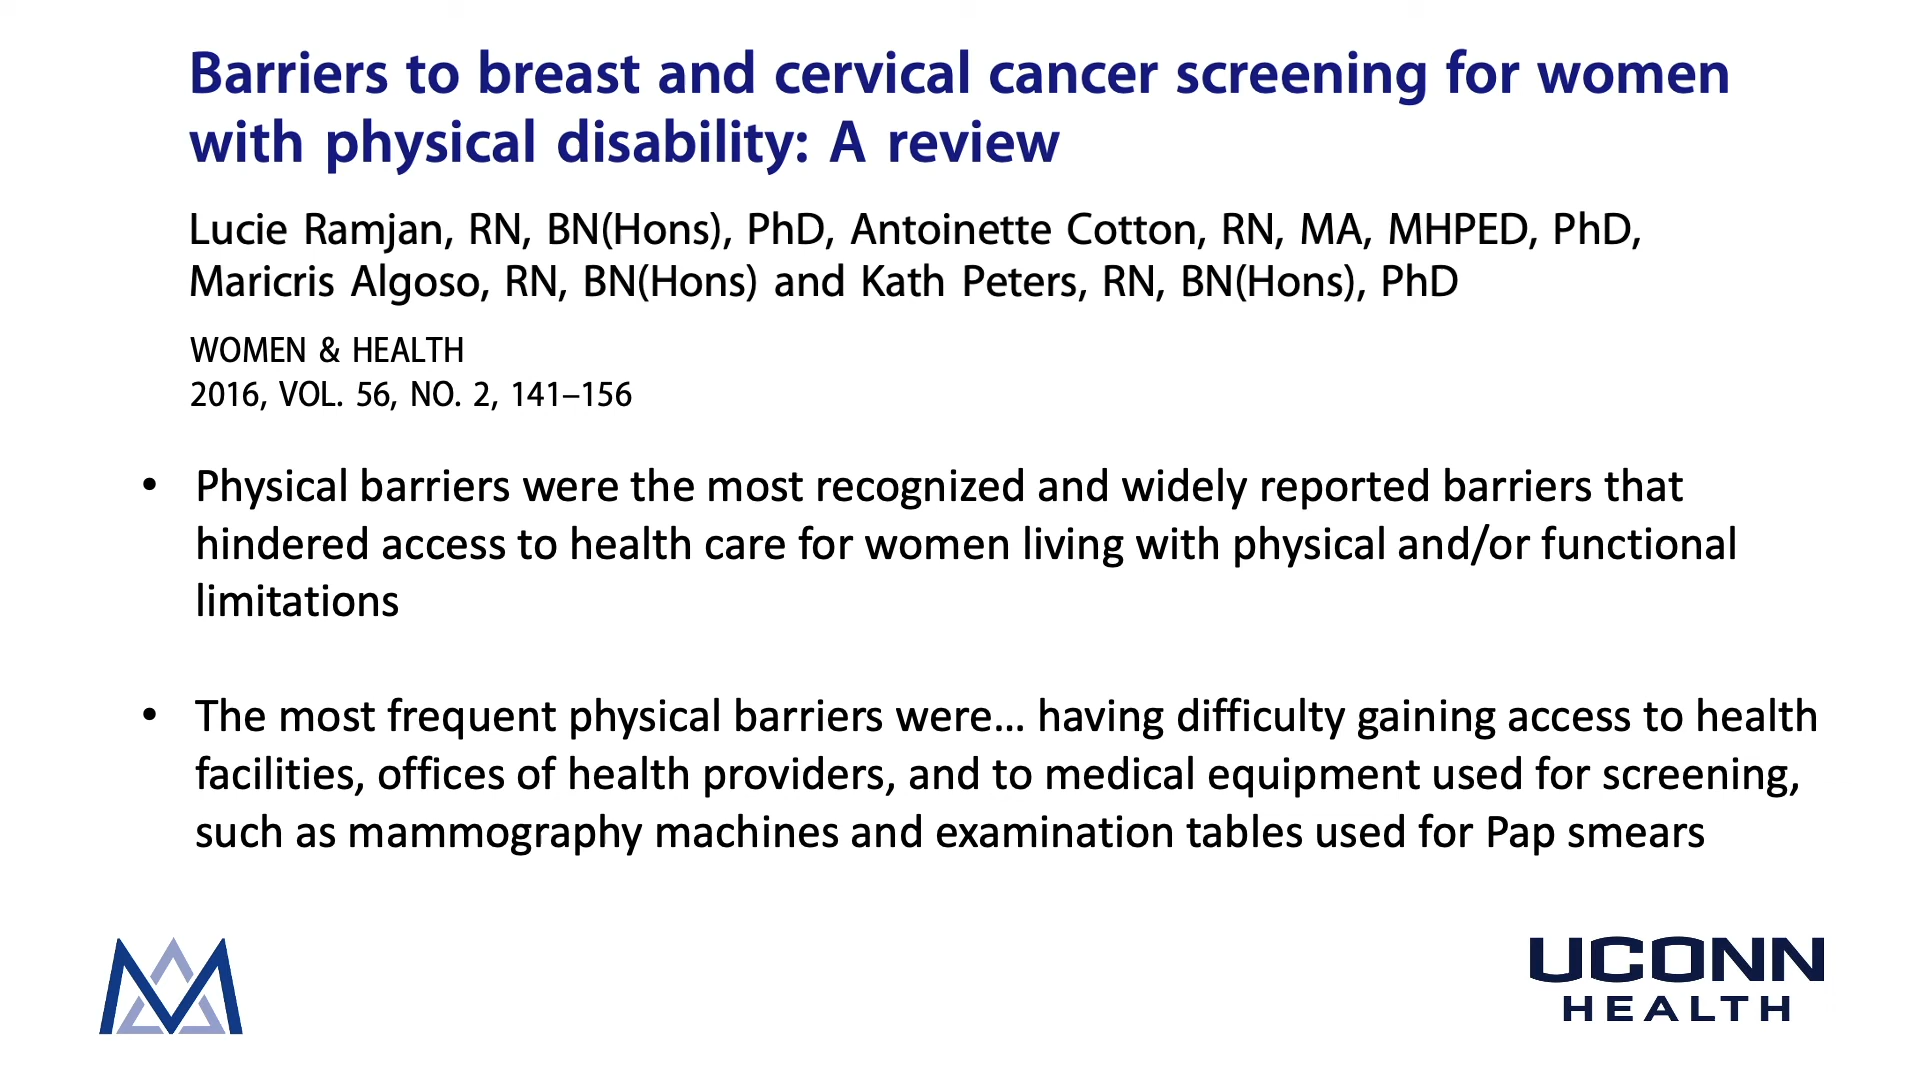 Barriers to breast and cervical cancer screening for women
with physical disability: A review
Lucie Ramjan, RN, BN(Hons), PhD, Antoinette Cotton, RN, MA, MHPED, PhD,
Maricris Algoso, RN, BN(Hons) and Kath Peters, RN, BN(Hons), PhD
WOMEN & HEALTH
2016, VOL. 56, NO. 2, 141–156
• Physical barriers were the most recognized and widely reported barriers that
hindered access to health care for women living with physical and/or functional
limitations
• The most frequent physical barriers were... having difficulty gaining access to health
facilities, offices of health providers, and to medical equipment used for screening,
such as mammography machines and examination tables used for Pap smears
UCONN
HEALTH